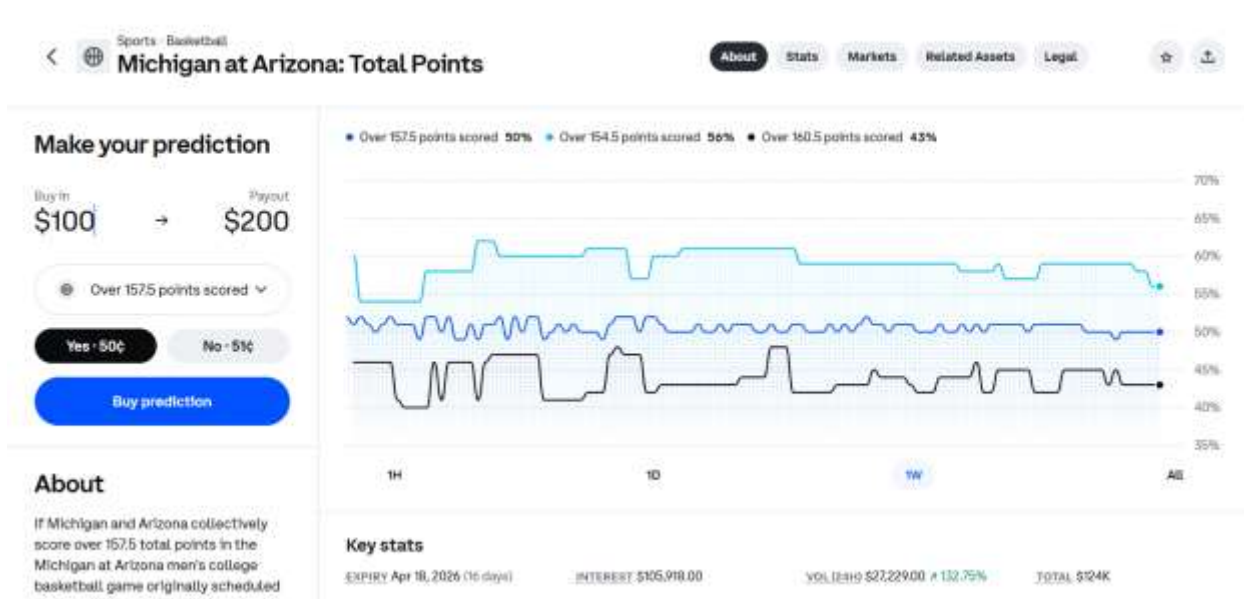 Sports · Basketball
Michigan at Arizona: Total Points
About
Stats
Markets
Related Assets
Legal
Make your prediction
Buy in
Payout
$100
→
$200
Over 157.5 points scored
Yes · 50¢
No · 51¢
Buy prediction
About
If Michigan and Arizona collectively
score over 157.5 total points in the
Michigan at Arizona men's college
basketball game originally scheduled
Over 157.5 points scored 50%
Over 154.5 points scored 56%
Over 160.5 points scored 43%
70%
65%
60%
55%
50%
45%
40%
35%
1H
1D
1W
All
Key stats
EXPIRY Apr 18, 2026 (16 days)
INTEREST $105,918.00
VOL (24H) $27,229.00 ↗ 132.75%
TOTAL $124K